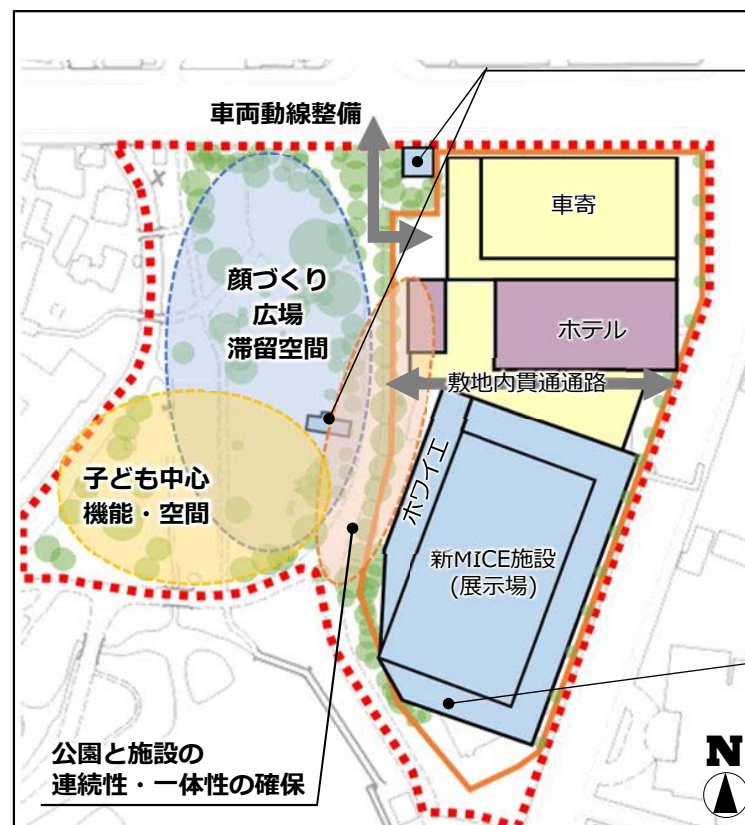 車両動線整備
車寄
顔づくり
広場
滞留空間
ホテル
敷地内貫通通路
子ども中心
機能・空間
ホワイエ
新MICE施設
(展示場)
公園と施設の
連続性・一体性の確保
N